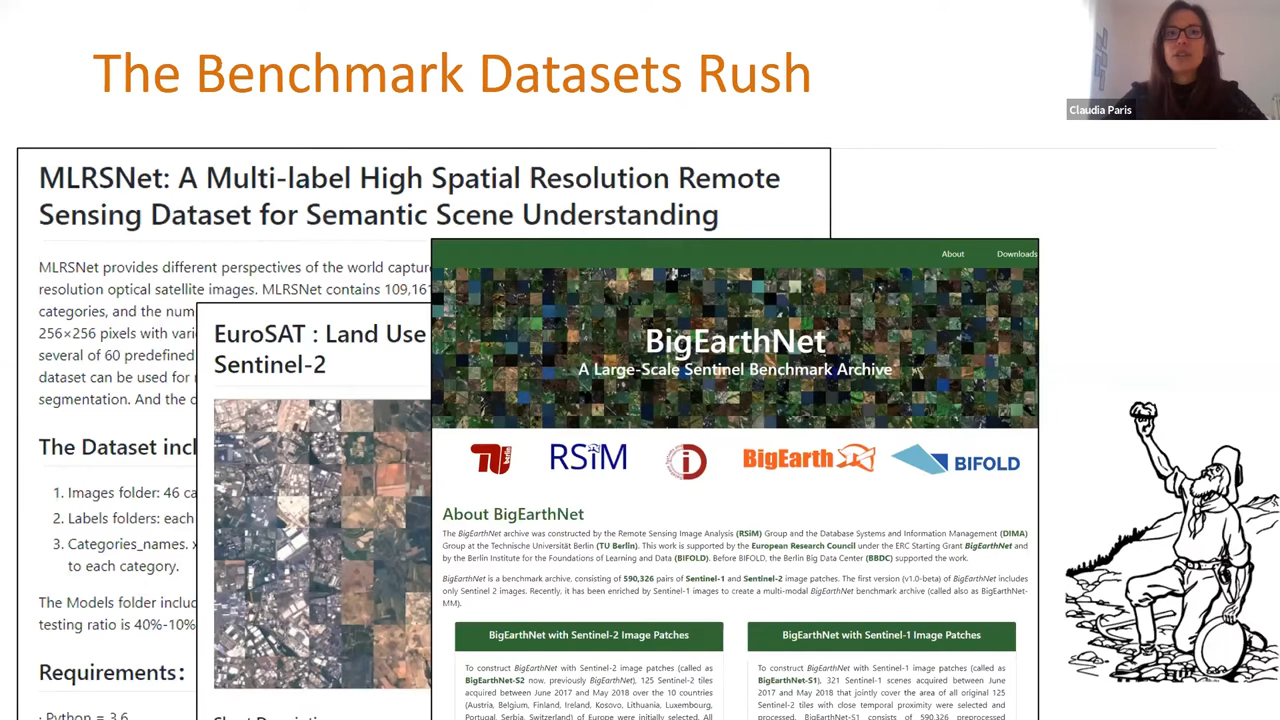 The Benchmark Datasets Rush
Claudia Paris
MLRSNet: A Multi-label High Spatial Resolution Remote
Sensing Dataset for Semantic Scene Understanding
MLRSNet provides different perspectives of the world capture
resolution optical satellite images. MLRSNet contains 109,161
categories, and the num
256×256 pixels with vari
several of 60 predefined
dataset can be used for
segmentation. And the
The Dataset incl
1. Images folder: 46 ca
2. Labels folders: each
3. Categories_names. x
to each category.
The Models folder includ
testing ratio is 40%-10%
Requirements:
· Python = 3.6
EuroSAT : Land Use
Sentinel-2
About Downloads
BigEarthNet
A Large-Scale Sentinel Benchmark Archive
berlin RSiM BigEarth BIFOLD
About BigEarthNet
The BigEarthNet archive was constructed by the Remote Sensing Image Analysis (RSiM) Group and the Database Systems and Information Management (DIMA)
Group at the Technische Universität Berlin (TU Berlin). This work is supported by the European Research Council under the ERC Starting Grant BigEarthNet and
by the Berlin Institute for the Foundations of Learning and Data (BIFOLD). Before BIFOLD, the Berlin Big Data Center (BBDC) supported the work.
BigEarthNet is a benchmark archive, consisting of 590,326 pairs of Sentinel-1 and Sentinel-2 image patches. The first version (v1.0-beta) of BigEarthNet includes
only Sentinel 2 images. Recently, it has been enriched by Sentinel-1 images to create a multi-modal BigEarthNet benchmark archive (called also as BigEarthNet-
MM).
BigEarthNet with Sentinel-2 Image Patches
To construct BigEarthNet with Sentinel-2 image patches (called as
BigEarthNet-S2 now, previously BigEarthNet), 125 Sentinel-2 tiles
acquired between June 2017 and May 2018 over the 10 countries
(Austria, Belgium, Finland, Ireland, Kosovo, Lithuania, Luxembourg,
Portugal, Serbia, Switzerland) of Europe were initially selected. All
BigEarthNet with Sentinel-1 Image Patches
To construct BigEarthNet with Sentinel-1 image patches (called as
BigEarthNet-S1), 321 Sentinel-1 scenes acquired between June
2017 and May 2018 that jointly cover the area of all original 125
Sentinel-2 tiles with close temporal proximity were selected and
processed. BigEarthNet-S1 consists of 590,326 preprocessed